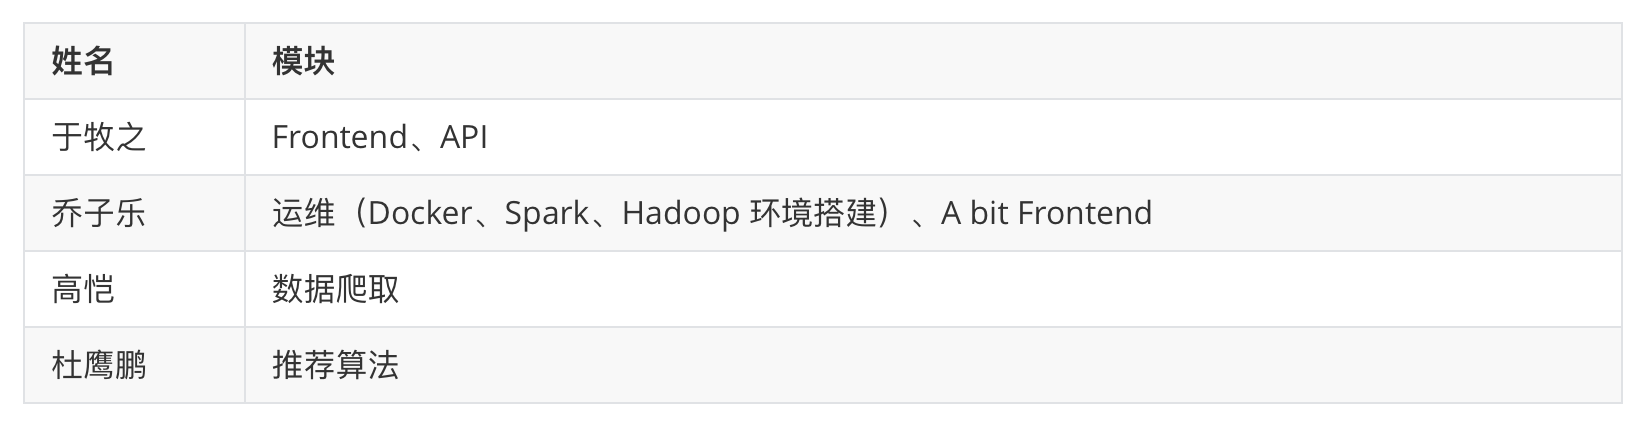 姓名 模块
于牧之 Frontend、API
乔子乐 运维（Docker、Spark、Hadoop 环境搭建）、A bit Frontend
高恺 数据爬取
杜鹰鹏 推荐算法